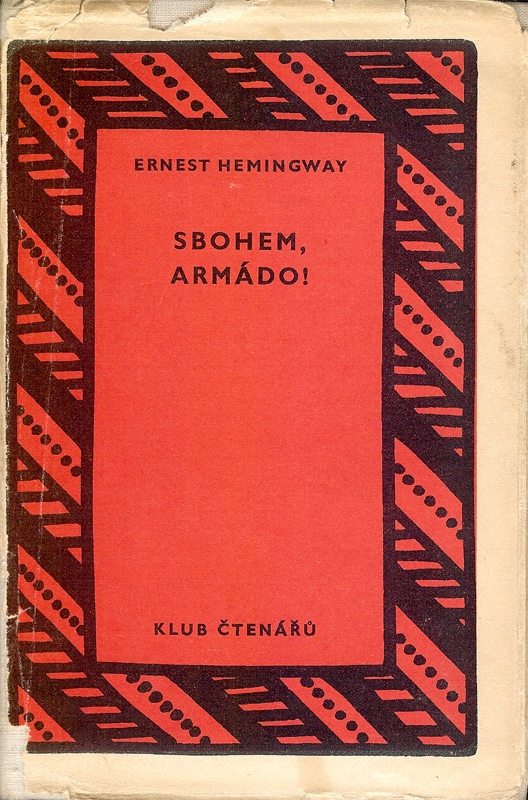 ERNEST HEMINGWAY
SBOHEM,
ARMÁDO!
KLUB ČTENÁŘŮ